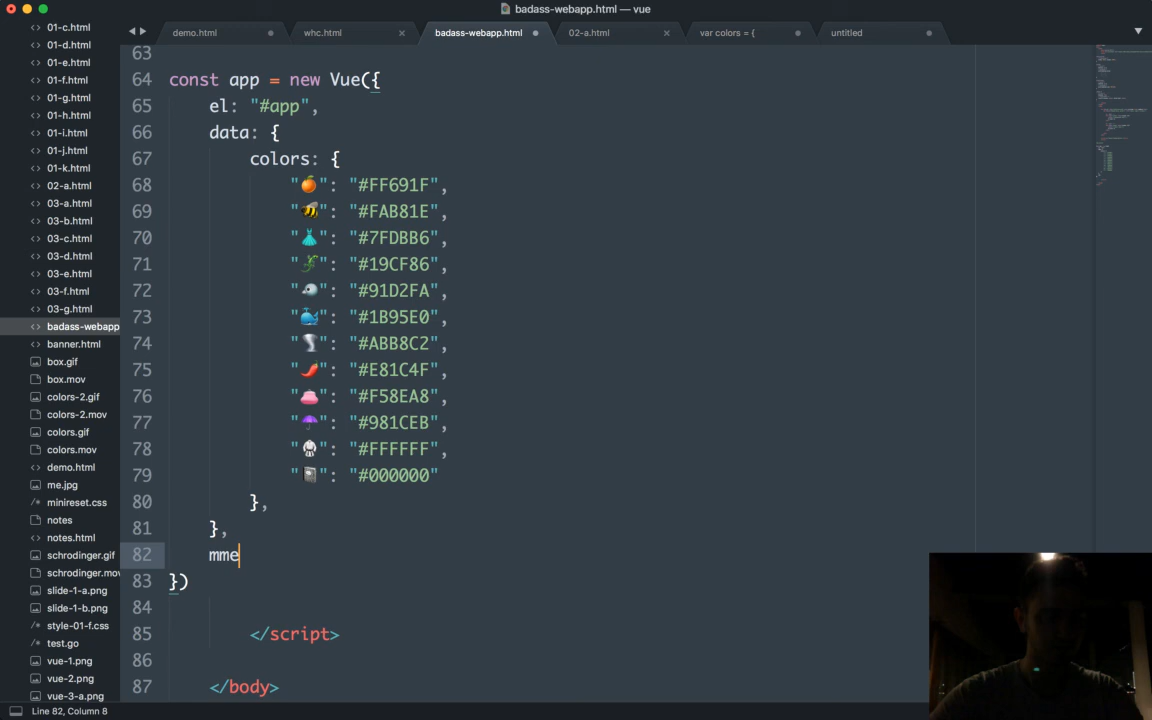 badass-webapp.html — vue
demo.html
whc.html
badass-webapp.html
02-a.html
var colors = {
untitled
01-c.html
01-d.html
01-e.html
01-f.html
01-g.html
01-h.html
01-i.html
01-j.html
01-k.html
02-a.html
03-a.html
03-b.html
03-c.html
03-d.html
03-e.html
03-f.html
03-g.html
badass-webapp
banner.html
box.gif
box.mov
colors-2.gif
colors-2.mov
colors.gif
colors.mov
demo.html
me.jpg
minireset.css
notes
notes.html
schrodinger.gif
schrodinger.mov
slide-1-a.png
slide-1-b.png
style-01-f.css
test.go
vue-1.png
vue-2.png
vue-3-a.png
63
64 const app = new Vue({
65 el: "#app",
66 data: {
67 colors: {
68 "🍊": "#FF691F",
69 "🐝": "#FAB81E",
70 "👗": "#7FDBB6",
71 "🦎": "#19CF86",
72 "🐦": "#91D2FA",
73 "🐳": "#1B95E0",
74 "🌪": "#ABB8C2",
75 "🌶": "#E81C4F",
76 "👛": "#F58EA8",
77 "☂": "#981CEB",
78 "🥋": "#FFFFFF",
79 "📓": "#000000"
80 },
81 },
82 mme
83 })
84
85 </script>
86
87 </body>
Line 82, Column 8